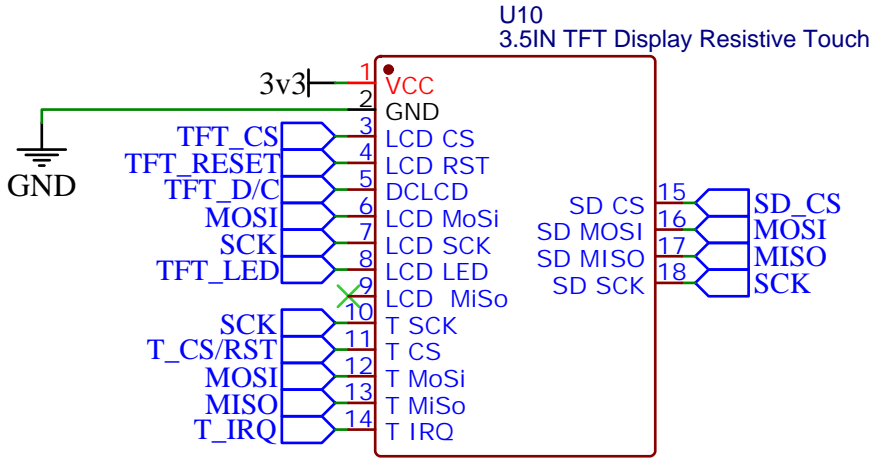 U10
3.5IN TFT Display Resistive Touch
3v3 1 VCC
GND 2 GND
TFT_CS 3 LCD CS
TFT_RESET 4 LCD RST
TFT_D/C 5 DCLCD
MOSI 6 LCD MoSi
SCK 7 LCD SCK
TFT_LED 8 LCD LED
9 LCD MiSo
SCK 10 T SCK
T_CS/RST 11 T CS
MOSI 12 T MoSi
MISO 13 T MiSo
T_IRQ 14 T IRQ
SD CS 15 SD_CS
SD MOSI 16 MOSI
SD MISO 17 MISO
SD SCK 18 SCK